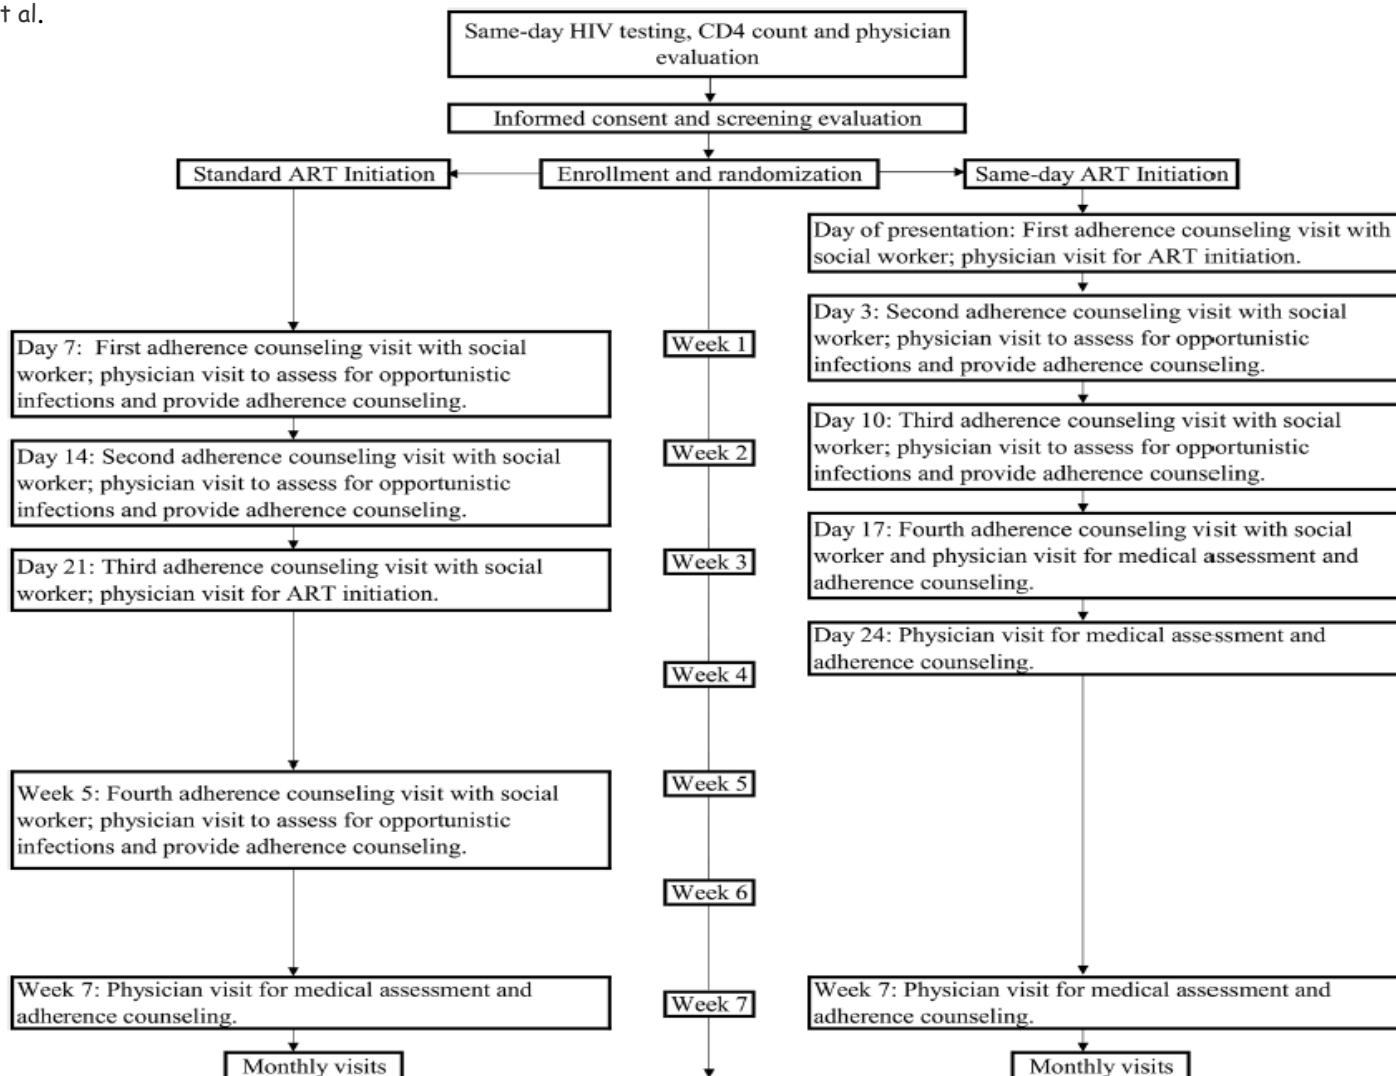 t al.
Same-day HIV testing, CD4 count and physician
evaluation
Informed consent and screening evaluation
Standard ART Initiation
Enrollment and randomization
Same-day ART Initiation
Day of presentation: First adherence counseling visit with
social worker; physician visit for ART initiation.
Day 3: Second adherence counseling visit with social
worker; physician visit to assess for opportunistic
infections and provide adherence counseling.
Day 7: First adherence counseling visit with social
worker; physician visit to assess for opportunistic
infections and provide adherence counseling.
Week 1
Day 10: Third adherence counseling visit with social
worker; physician visit to assess for opportunistic
infections and provide adherence counseling.
Day 14: Second adherence counseling visit with social
worker; physician visit to assess for opportunistic
infections and provide adherence counseling.
Week 2
Day 17: Fourth adherence counseling visit with social
worker and physician visit for medical assessment and
adherence counseling.
Day 21: Third adherence counseling visit with social
worker; physician visit for ART initiation.
Week 3
Day 24: Physician visit for medical assessment and
adherence counseling.
Week 4
Week 5: Fourth adherence counseling visit with social
worker; physician visit to assess for opportunistic
infections and provide adherence counseling.
Week 5
Week 6
Week 7: Physician visit for medical assessment and
adherence counseling.
Week 7
Week 7: Physician visit for medical assessment and
adherence counseling.
Monthly visits
Monthly visits